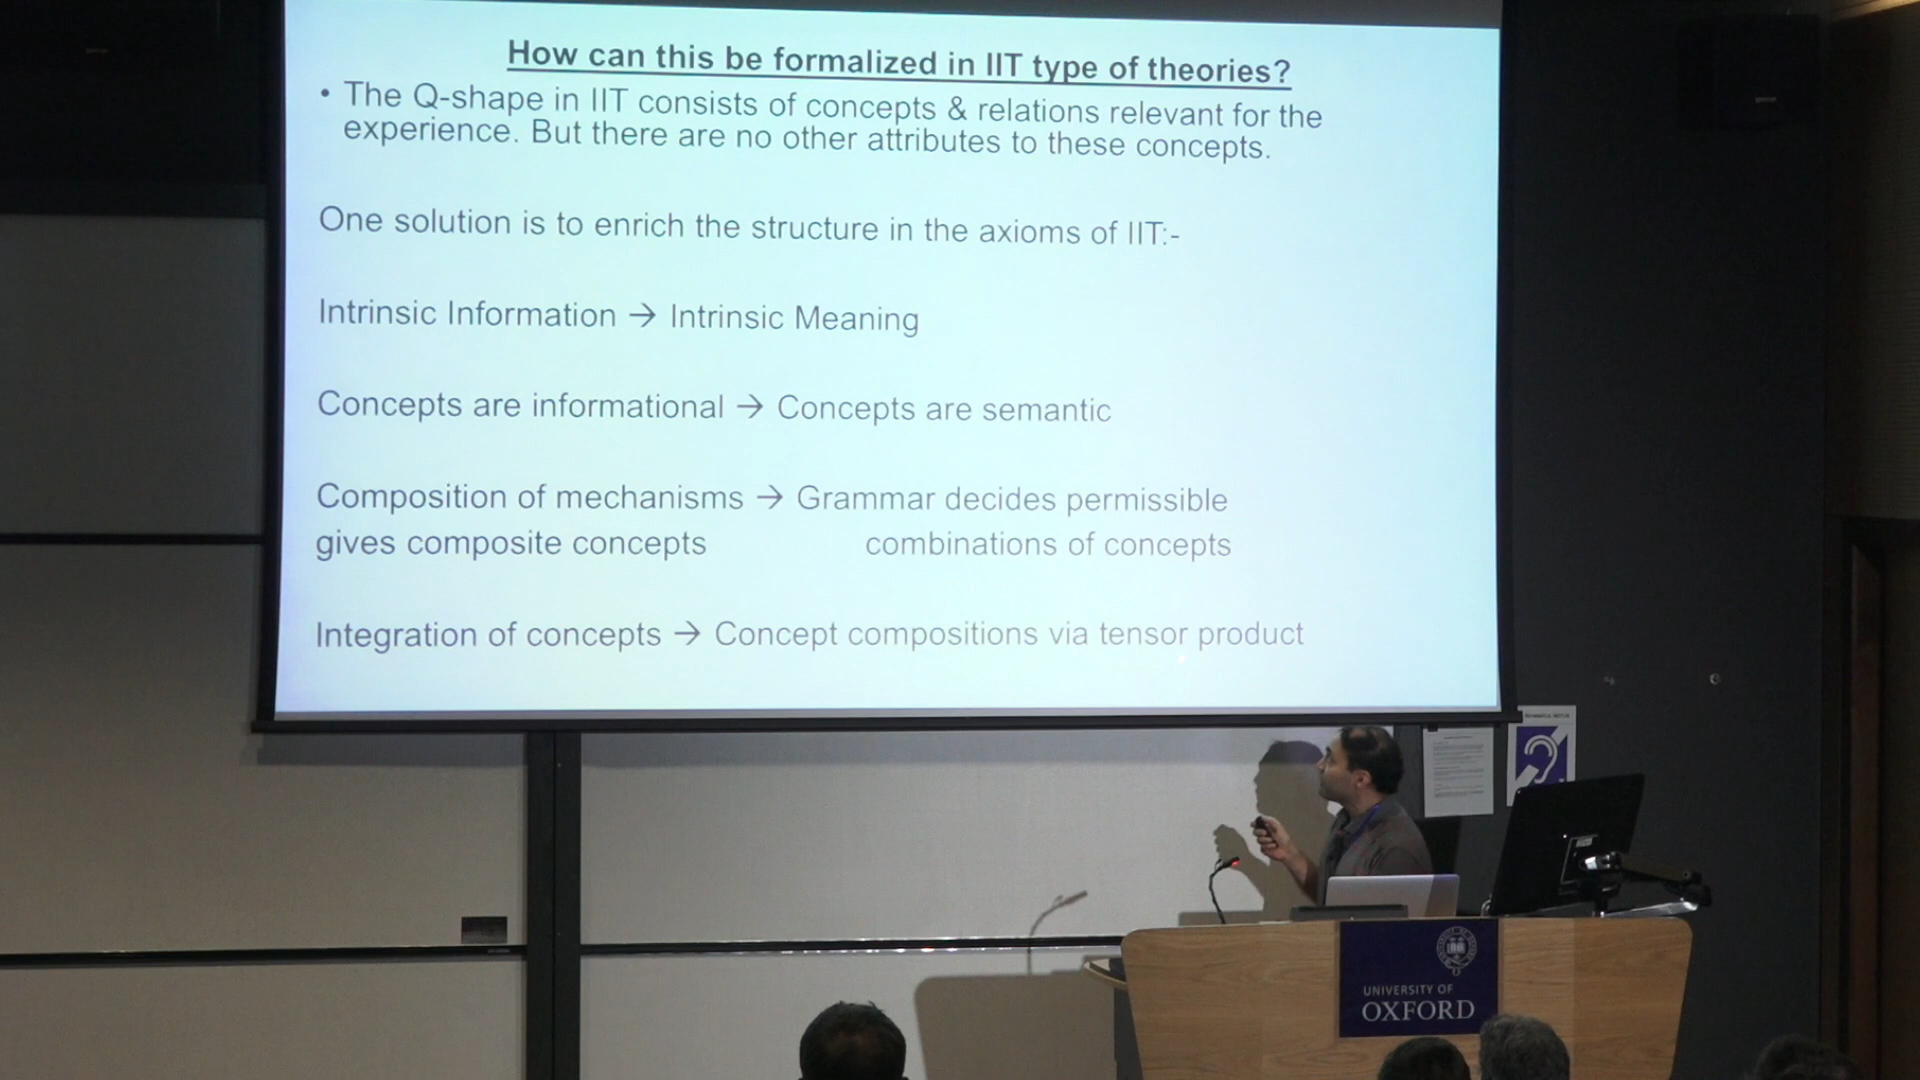 How can this be formalized in IIT type of theories?
• The Q-shape in IIT consists of concepts & relations relevant for the
experience. But there are no other attributes to these concepts.
One solution is to enrich the structure in the axioms of IIT:-
Intrinsic Information → Intrinsic Meaning
Concepts are informational → Concepts are semantic
Composition of mechanisms → Grammar decides permissible
gives composite concepts combinations of concepts
Integration of concepts → Concept compositions via tensor product
UNIVERSITY OF
OXFORD